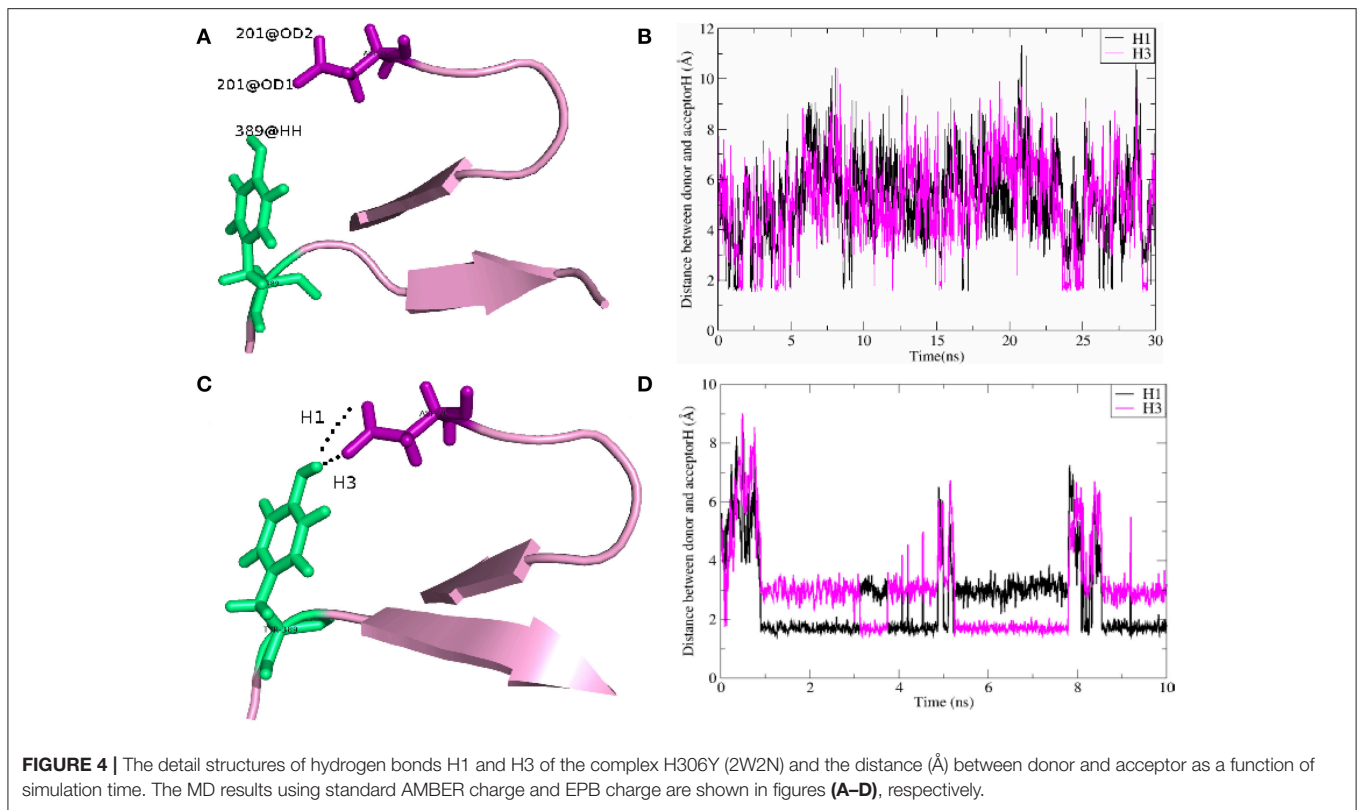 A
201@OD2
201@OD1
389@HH
B
H1
H3
Distance between donor and acceptorH (Å)
12
10
8
6
4
2
0
0 5 10 15 20 25 30
Time(ns)
C
H1
H3
D
H1
H3
Distance between donor and acceptorH (Å)
10
8
6
4
2
0
2 4 6 8 10
Time (ns)
FIGURE 4 | The detail structures of hydrogen bonds H1 and H3 of the complex H306Y (2W2N) and the distance (Å) between donor and acceptor as a function of
simulation time. The MD results using standard AMBER charge and EPB charge are shown in figures (A–D), respectively.